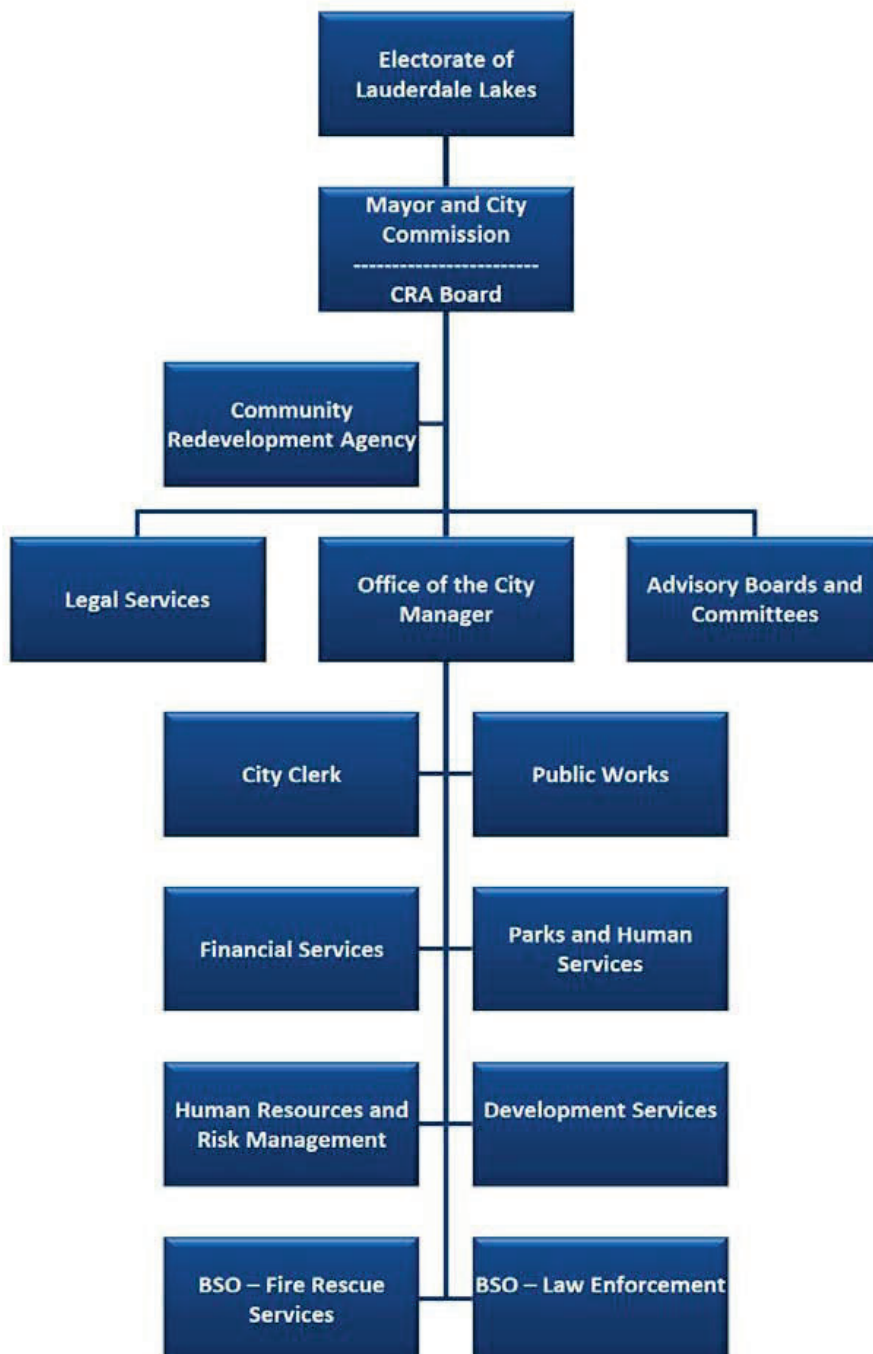 Electorate of
Lauderdale Lakes
Mayor and City
Commission
------------------------
CRA Board
Community
Redevelopment Agency
Legal Services
Office of the City
Manager
Advisory Boards and
Committees
City Clerk
Public Works
Financial Services
Parks and Human
Services
Human Resources and
Risk Management
Development Services
BSO – Fire Rescue
Services
BSO – Law Enforcement